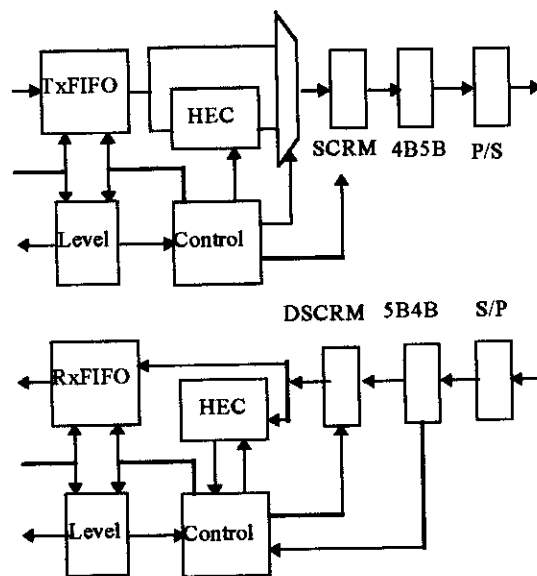 TxFIFO
HEC
SCRM 4B5B P/S
Level
Control
DSCRM 5B4B S/P
RxFIFO
HEC
Level
Control